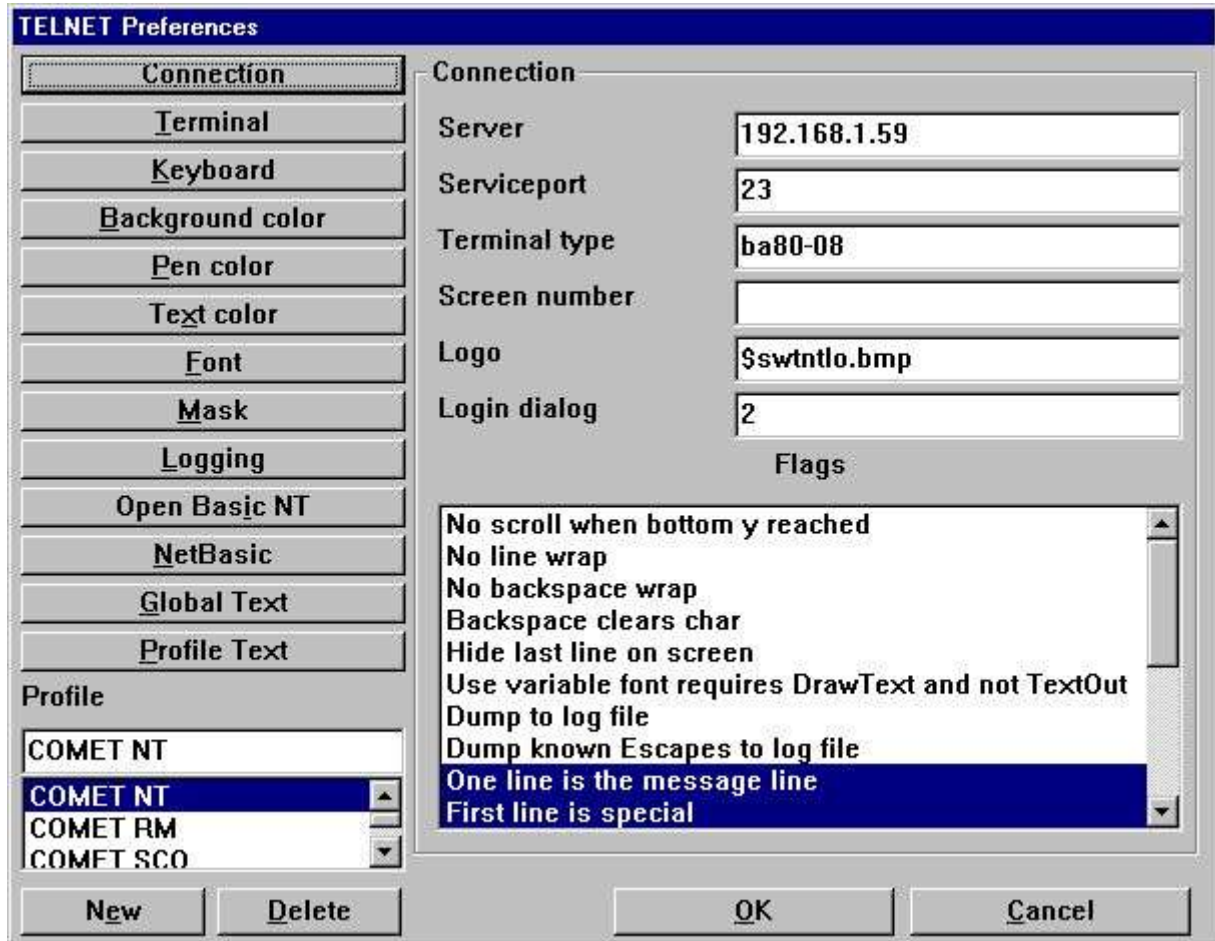 TELNET Preferences
Connection
Terminal
Keyboard
Background color
Pen color
Text color
Font
Mask
Logging
Open Basic NT
NetBasic
Global Text
Profile Text
Profile
COMET NT
COMET NT
COMET RM
COMET SCO
New
Delete
Connection
Server
192.168.1.59
Serviceport
23
Terminal type
ba80-08
Screen number
Logo
$swtntlo.bmp
Login dialog
2
Flags
No scroll when bottom y reached
No line wrap
No backspace wrap
Backspace clears char
Hide last line on screen
Use variable font requires DrawText and not TextOut
Dump to log file
Dump known Escapes to log file
One line is the message line
First line is special
OK
Cancel